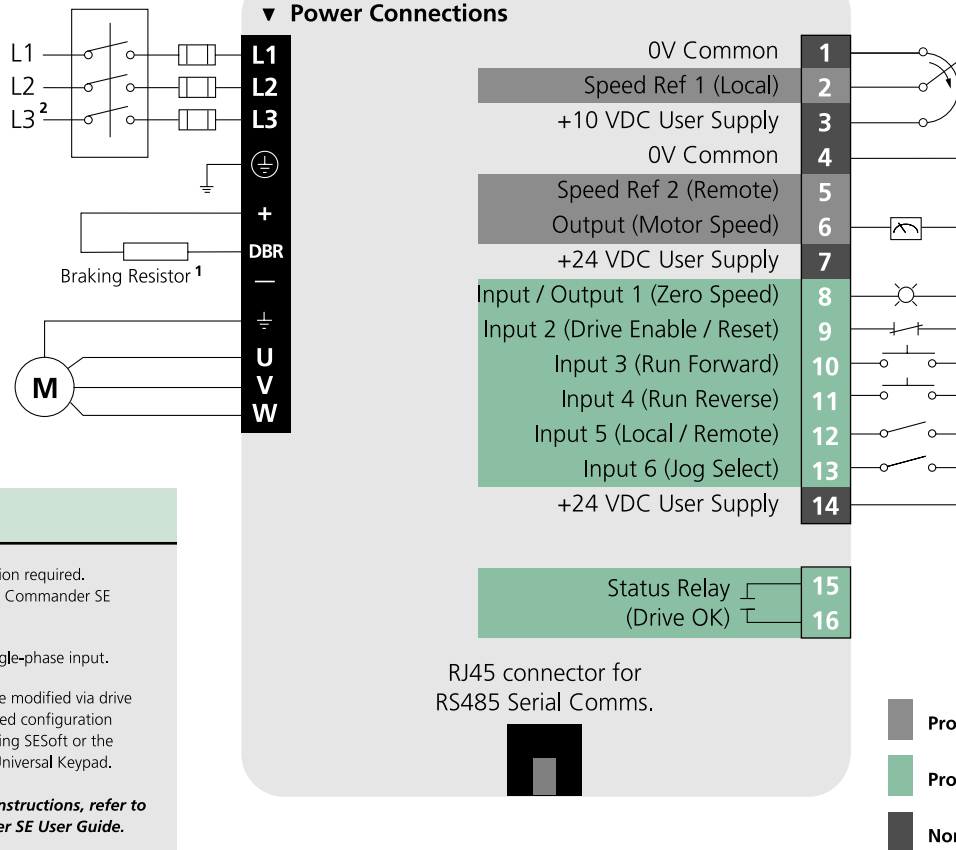 ▼ Power Connections
L1
L2
L3 2
L1
L2
L3
+
DBR
—
U
V
W
Braking Resistor 1
M
0V Common 1
Speed Ref 1 (Local) 2
+10 VDC User Supply 3
0V Common 4
Speed Ref 2 (Remote) 5
Output (Motor Speed) 6
+24 VDC User Supply 7
Input / Output 1 (Zero Speed) 8
Input 2 (Drive Enable / Reset) 9
Input 3 (Run Forward) 10
Input 4 (Run Reverse) 11
Input 5 (Local / Remote) 12
Input 6 (Jog Select) 13
+24 VDC User Supply 14
Status Relay 15
(Drive OK) 16
RJ45 connector for
RS485 Serial Comms.
ion required.
Commander SE
gle-phase input.
e modified via drive
ed configuration
ing SESoft or the
Universal Keypad.
nstructions, refer to
er SE User Guide.
Pro
Pro
Nor